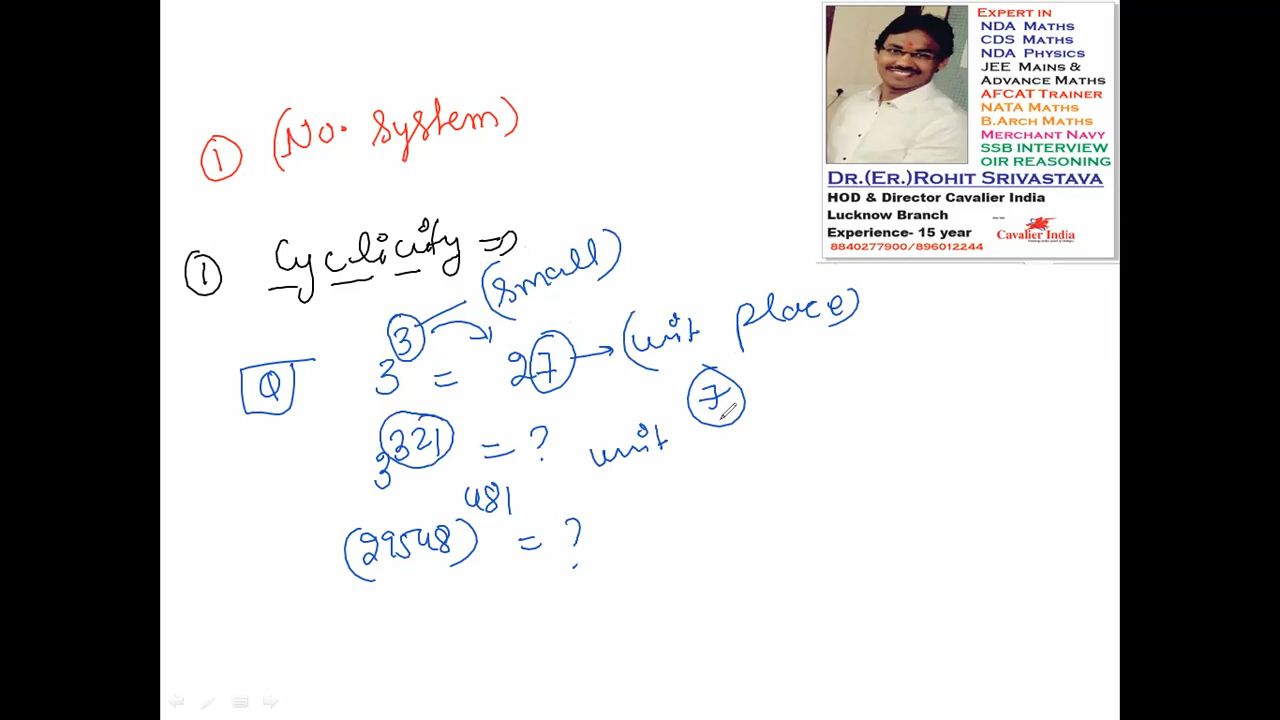 EXPERT IN
NDA MATHS
CDS MATHS
NDA PHYSICS
JEE MAINS &
ADVANCE MATHS
AFCAT TRAINER
NATA MATHS
B.ARCH MATHS
MERCHANT NAVY
SSB INTERVIEW
OIR REASONING
DR.(ER.)ROHIT SRIVASTAVA
HOD & Director Cavalier India
Lucknow Branch
Experience- 15 year
8840277900/896012244
Cavalier India
① (No. System)
① Cyclicity ⇒
(small)
Q 3³ = 27 → (unit place)
7
3³²¹ = ? unit
(29548)⁴⁸¹ = ?